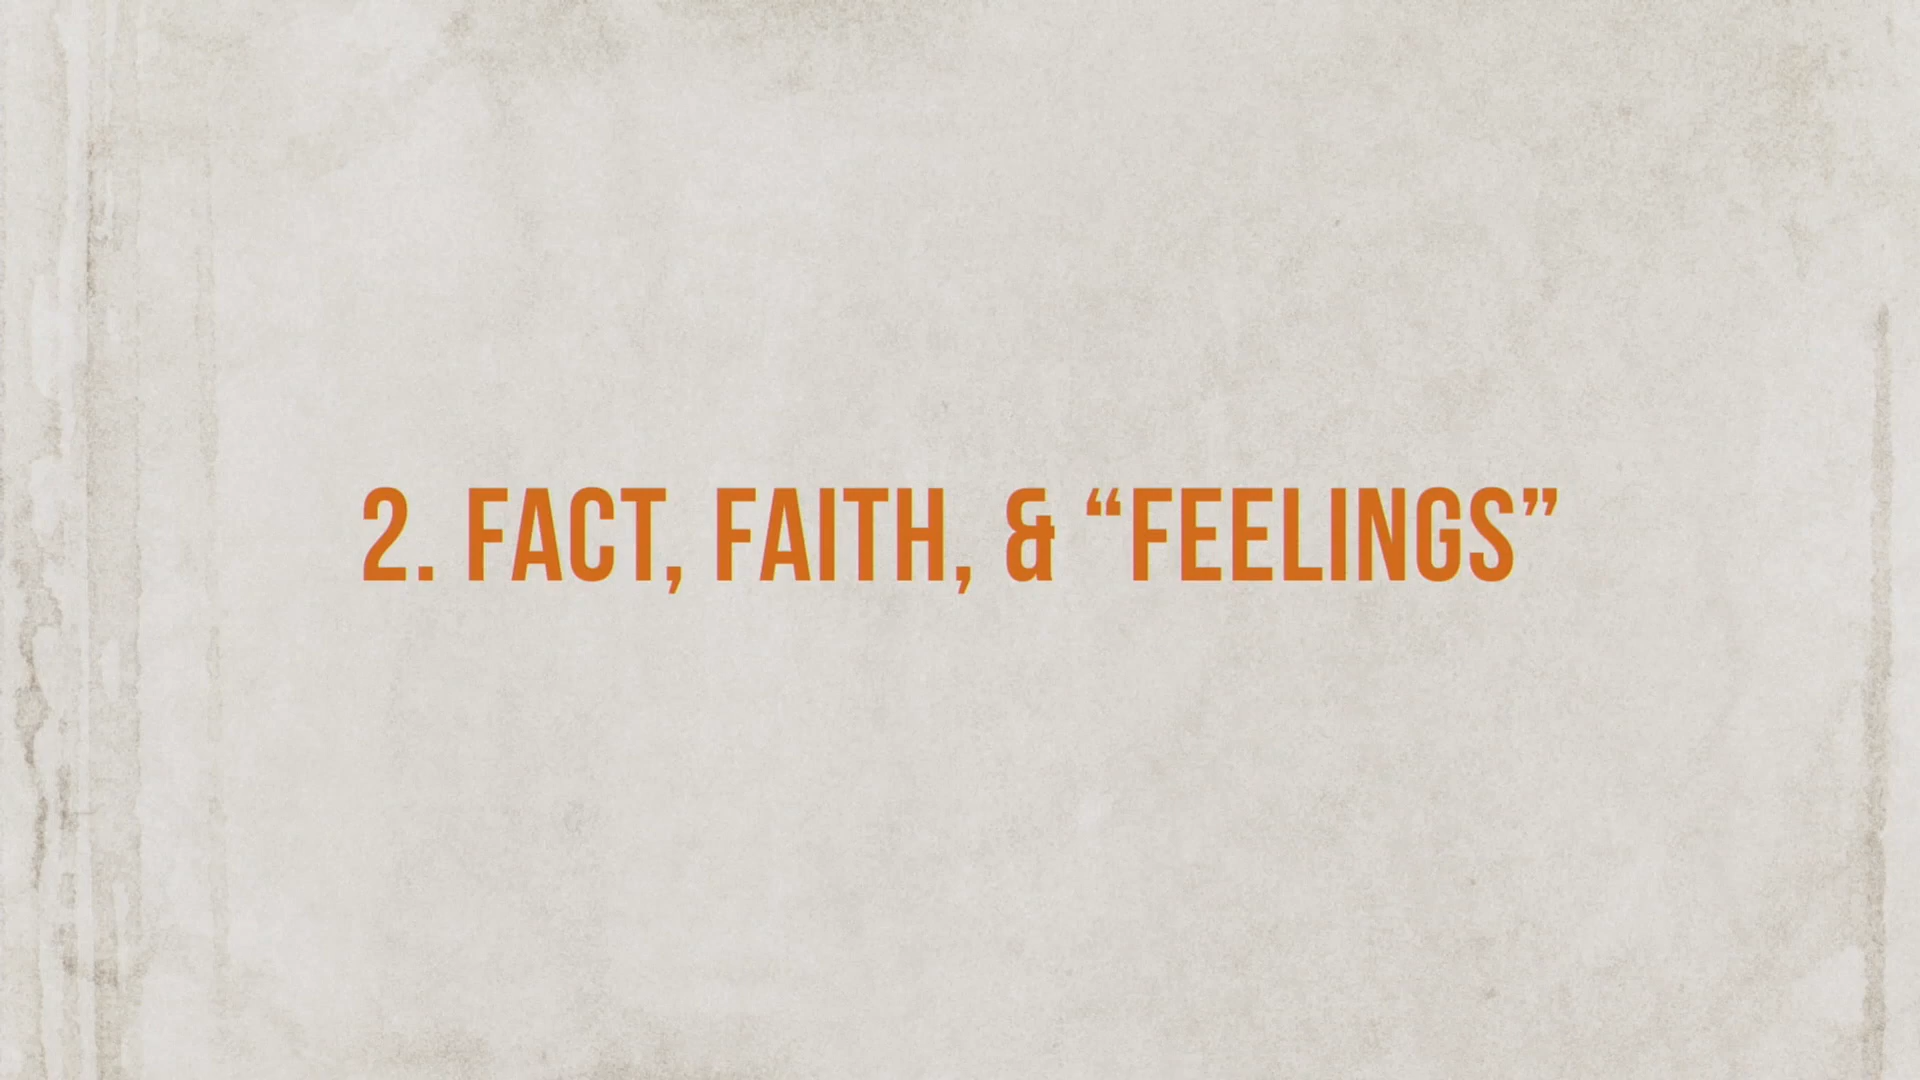 2. FACT, FAITH, & “FEELINGS”